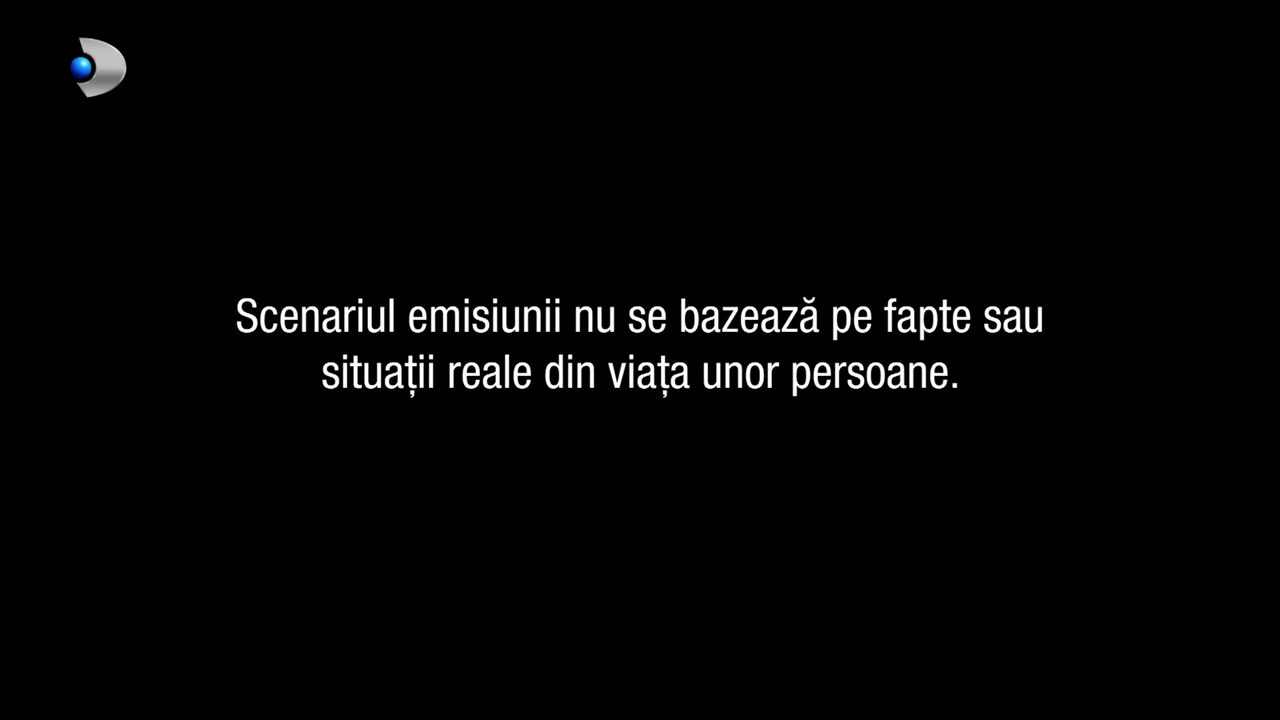 Scenariul emisiunii nu se bazează pe fapte sau
situații reale din viața unor persoane.